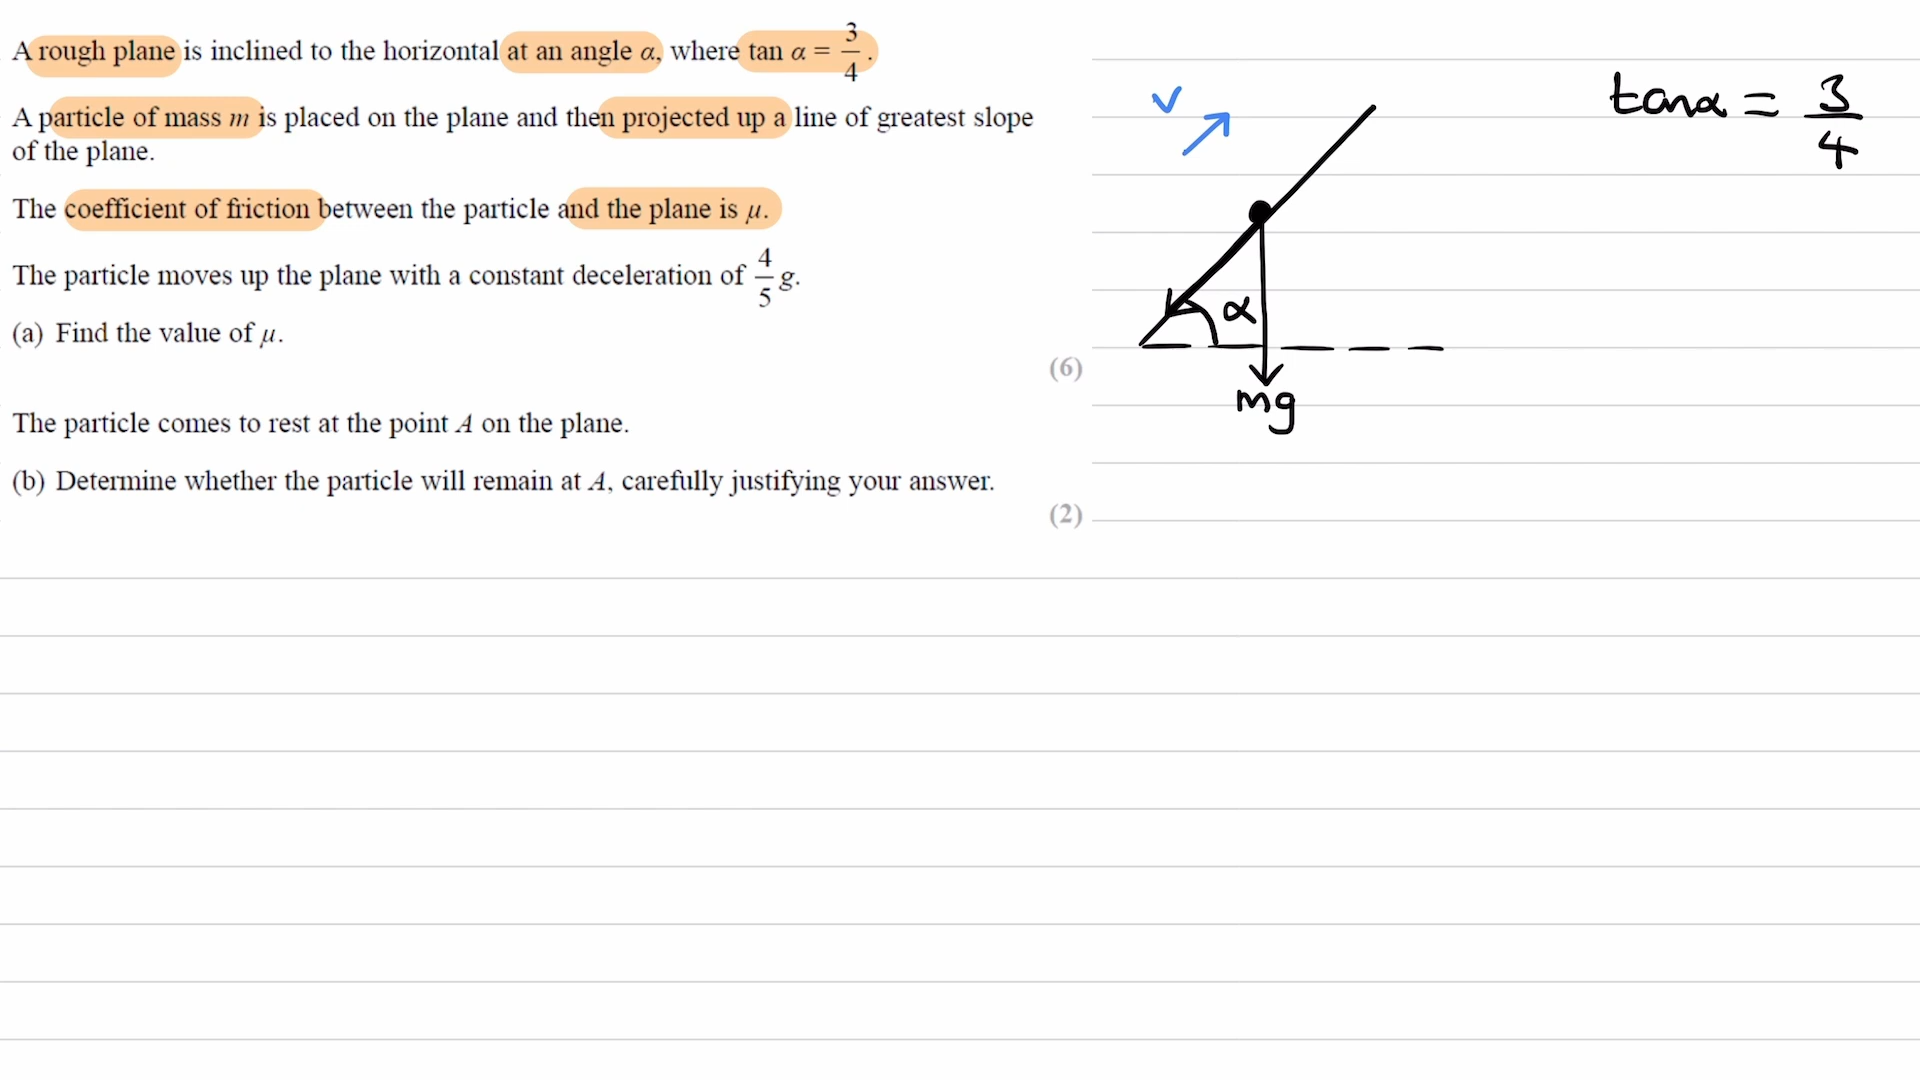 A rough plane is inclined to the horizontal at an angle α, where tan α = 3/4.
A particle of mass m is placed on the plane and then projected up a line of greatest slope
of the plane.
The coefficient of friction between the particle and the plane is μ.
The particle moves up the plane with a constant deceleration of 4/5 g.
(a) Find the value of μ.
(6)
The particle comes to rest at the point A on the plane.
(b) Determine whether the particle will remain at A, carefully justifying your answer.
(2)
v
α
mg
tanα = 3/4